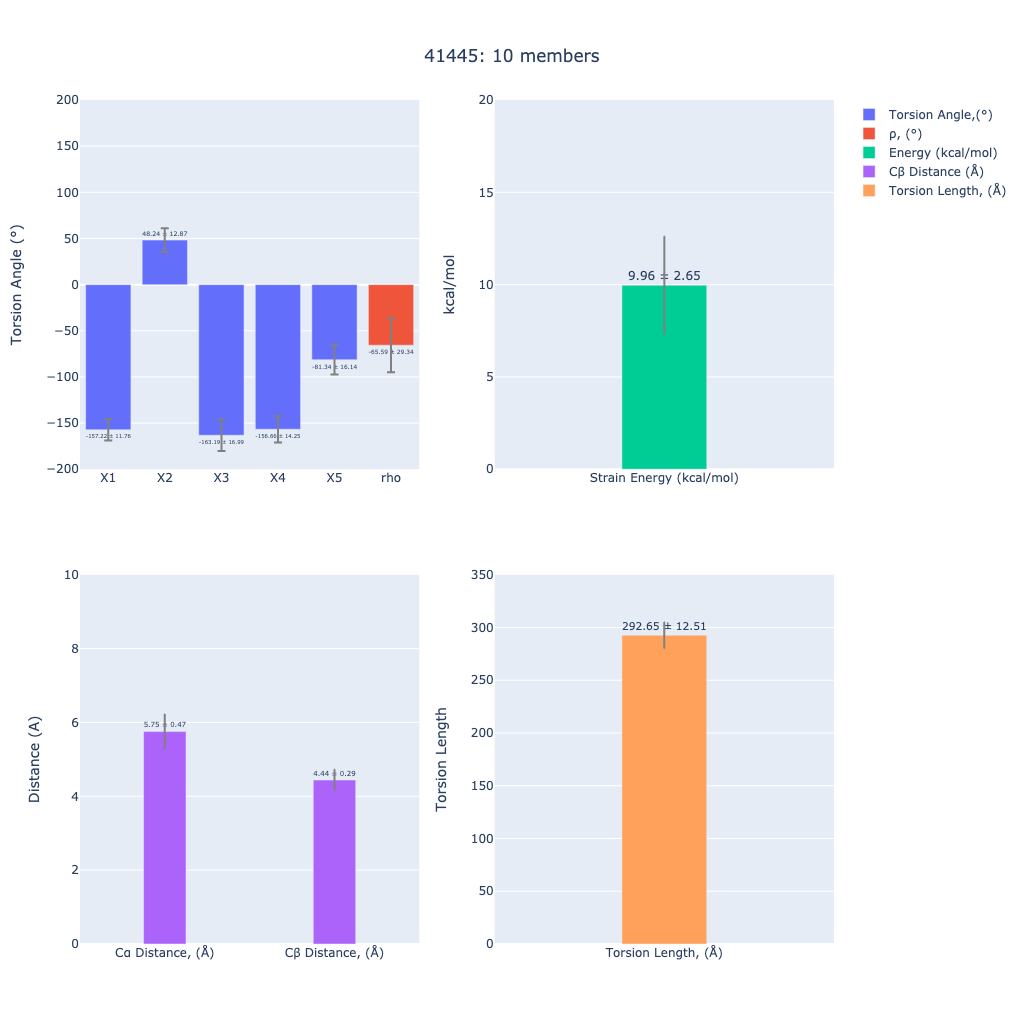 41445: 10 members
Torsion Angle (°)
200
150
100
50
0
−50
−100
−150
−200
48.24 ± 12.87
-157.22 ± 11.76
-163.19 ± 16.99
-156.66 ± 14.25
-81.34 ± 16.14
-65.59 ± 29.34
X1 X2 X3 X4 X5 rho
kcal/mol
20
15
10
5
0
9.96 ± 2.65
Strain Energy (kcal/mol)
Torsion Angle,(°)
ρ, (°)
Energy (kcal/mol)
Cβ Distance (Å)
Torsion Length, (Å)
Distance (A)
10
8
6
4
2
0
5.75 ± 0.47
4.44 ± 0.29
Cα Distance, (Å) Cβ Distance, (Å)
Torsion Length
350
300
250
200
150
100
50
0
292.65 ± 12.51
Torsion Length, (Å)